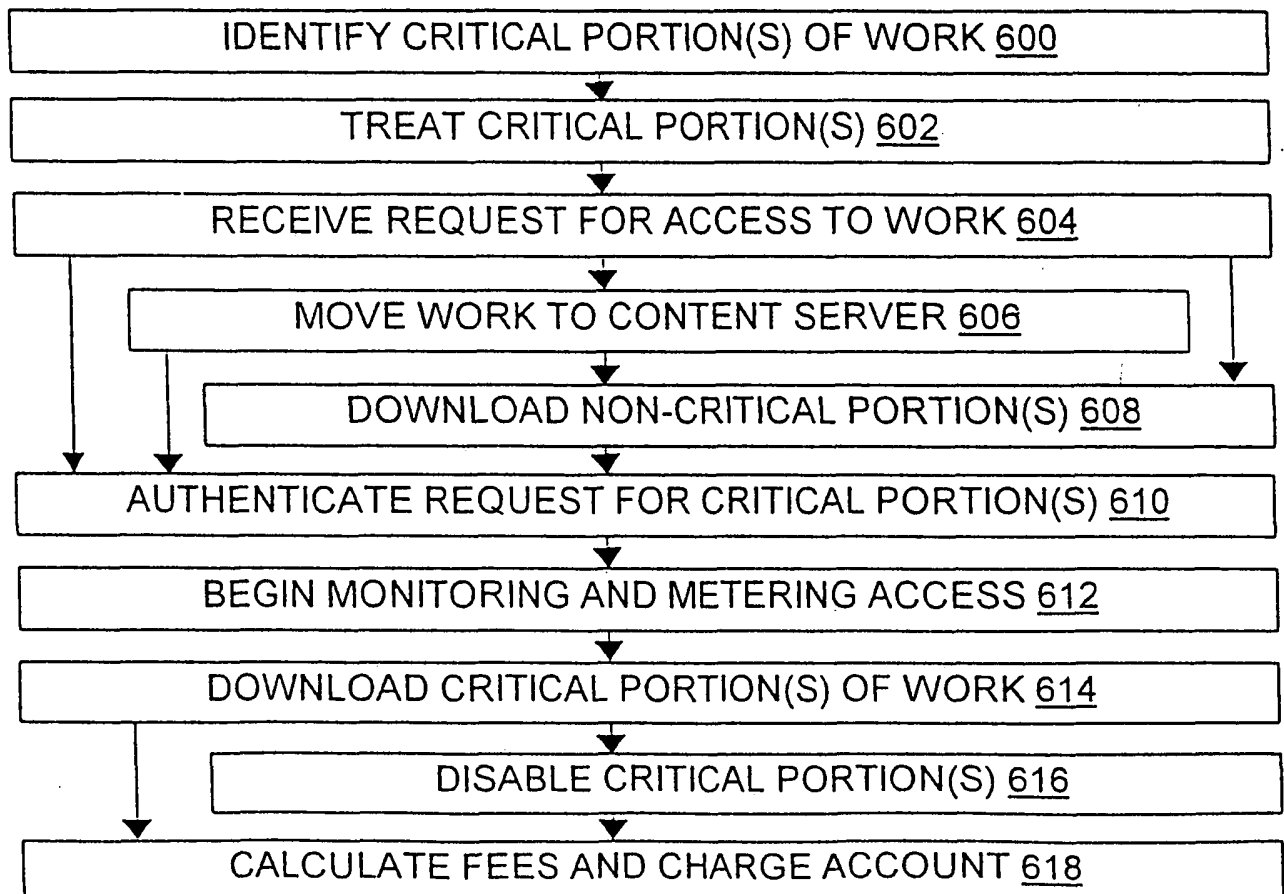 IDENTIFY CRITICAL PORTION(S) OF WORK 600
TREAT CRITICAL PORTION(S) 602
RECEIVE REQUEST FOR ACCESS TO WORK 604
MOVE WORK TO CONTENT SERVER 606
DOWNLOAD NON-CRITICAL PORTION(S) 608
AUTHENTICATE REQUEST FOR CRITICAL PORTION(S) 610
BEGIN MONITORING AND METERING ACCESS 612
DOWNLOAD CRITICAL PORTION(S) OF WORK 614
DISABLE CRITICAL PORTION(S) 616
CALCULATE FEES AND CHARGE ACCOUNT 618